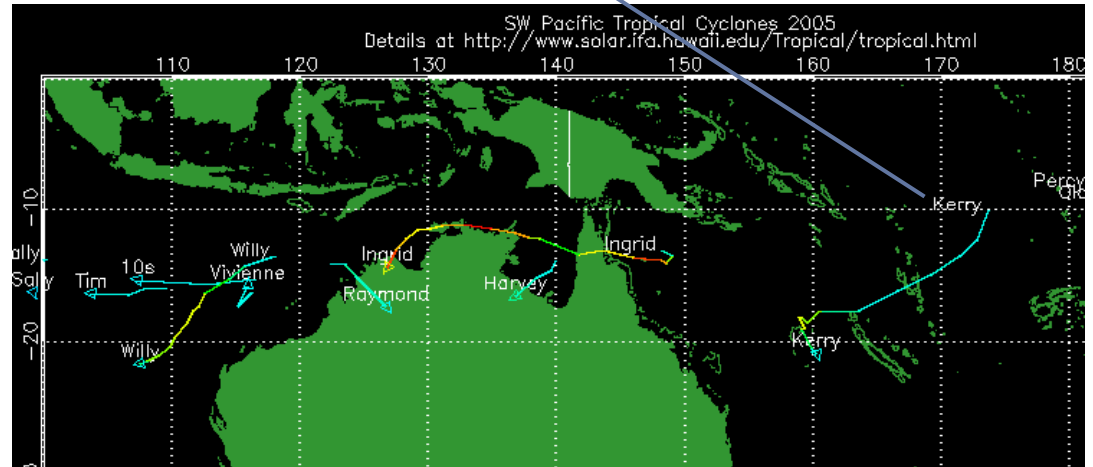 SW Pacific Tropical Cyclones 2005
Details at http://www.solar.ifa.hawaii.edu/Tropical/tropical.html
110 120 130 140 150 160 170 180
Percy
-10
Kerry
Willy
Ingrid
Ingrid
ally
10s
Vivienne
Sally
Tim
Harvey
Raymond
-20
Kerry
Willy